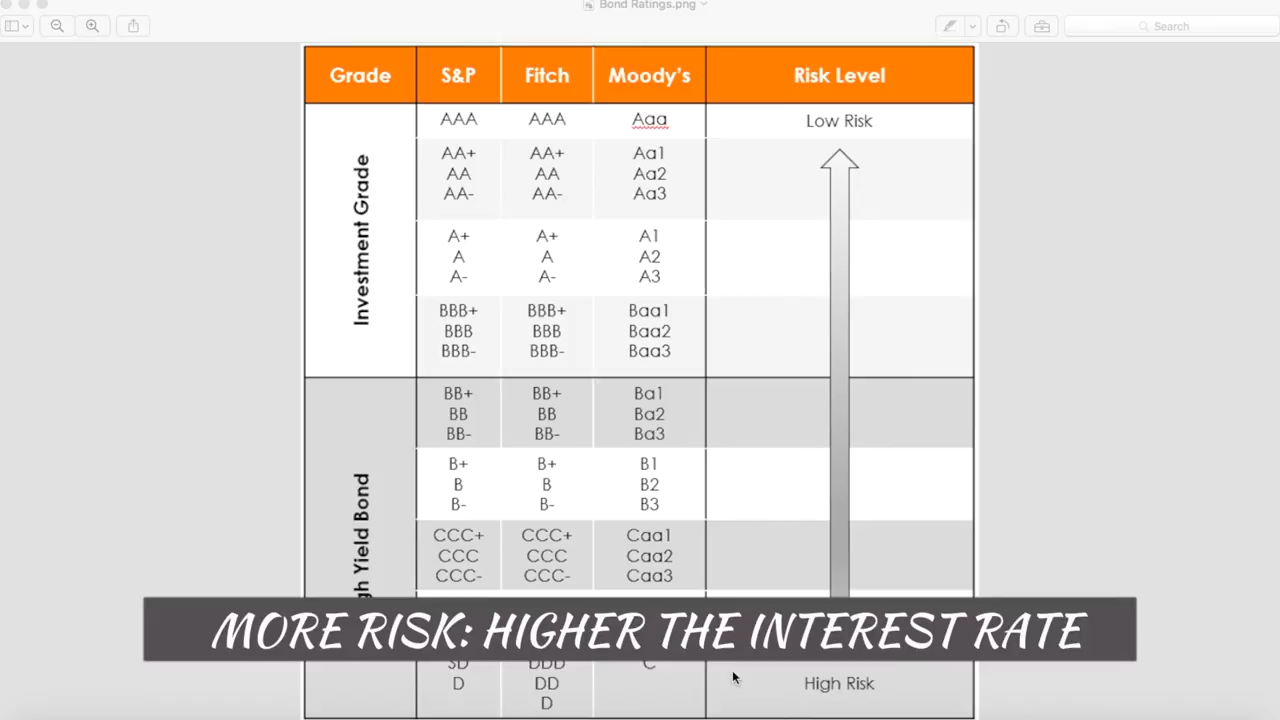 Bond Ratings.png
Search
Grade S&P Fitch Moody's Risk Level
AAA AAA Aaa Low Risk
AA+ AA+ Aa1
AA AA Aa2
AA- AA- Aa3
Investment Grade
A+ A+ A1
A A A2
A- A- A3
BBB+ BBB+ Baa1
BBB BBB Baa2
BBB- BBB- Baa3
BB+ BB+ Ba1
BB BB Ba2
BB- BB- Ba3
B+ B+ B1
B B B2
B- B- B3
Yield Bond
CCC+ CCC+ Caa1
CCC CCC Caa2
CCC- CCC- Caa3
MORE RISK: HIGHER THE INTEREST RATE
SD DDD C
D DD High Risk
D